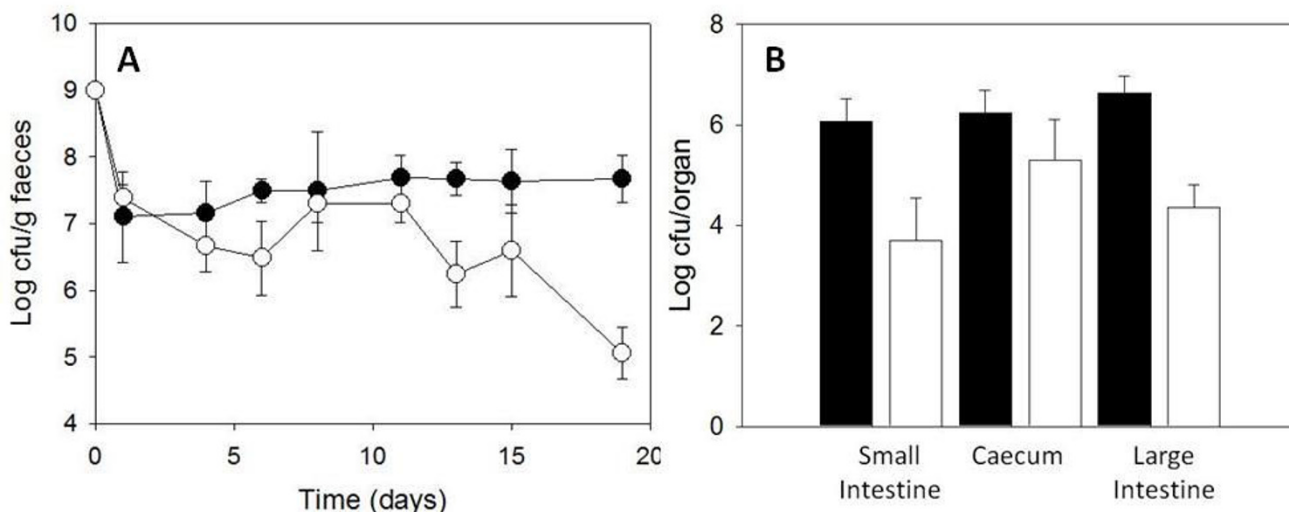 A
10
9
8
7
6
5
4
Log cfu/g faeces
0 5 10 15 20
Time (days)
B
8
6
4
2
0
Log cfu/organ
Small Intestine
Caecum
Large Intestine